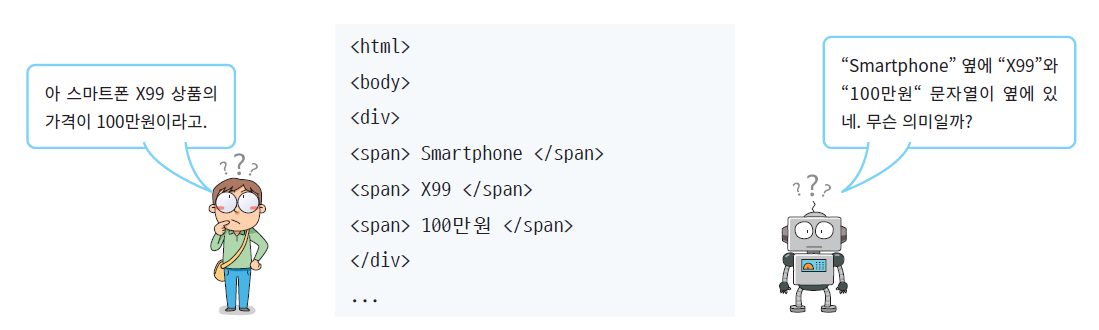 아 스마트폰 X99 상품의
가격이 100만원이라고.
???
<html>
<body>
<div>
<span> Smartphone </span>
<span> X99 </span>
<span> 100만원 </span>
</div>
...
“Smartphone” 옆에 “X99”와
“100만원“ 문자열이 옆에 있
네. 무슨 의미일까?
???